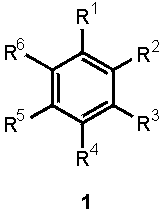 R¹
R⁶ R²
R⁵ R³
R⁴
1